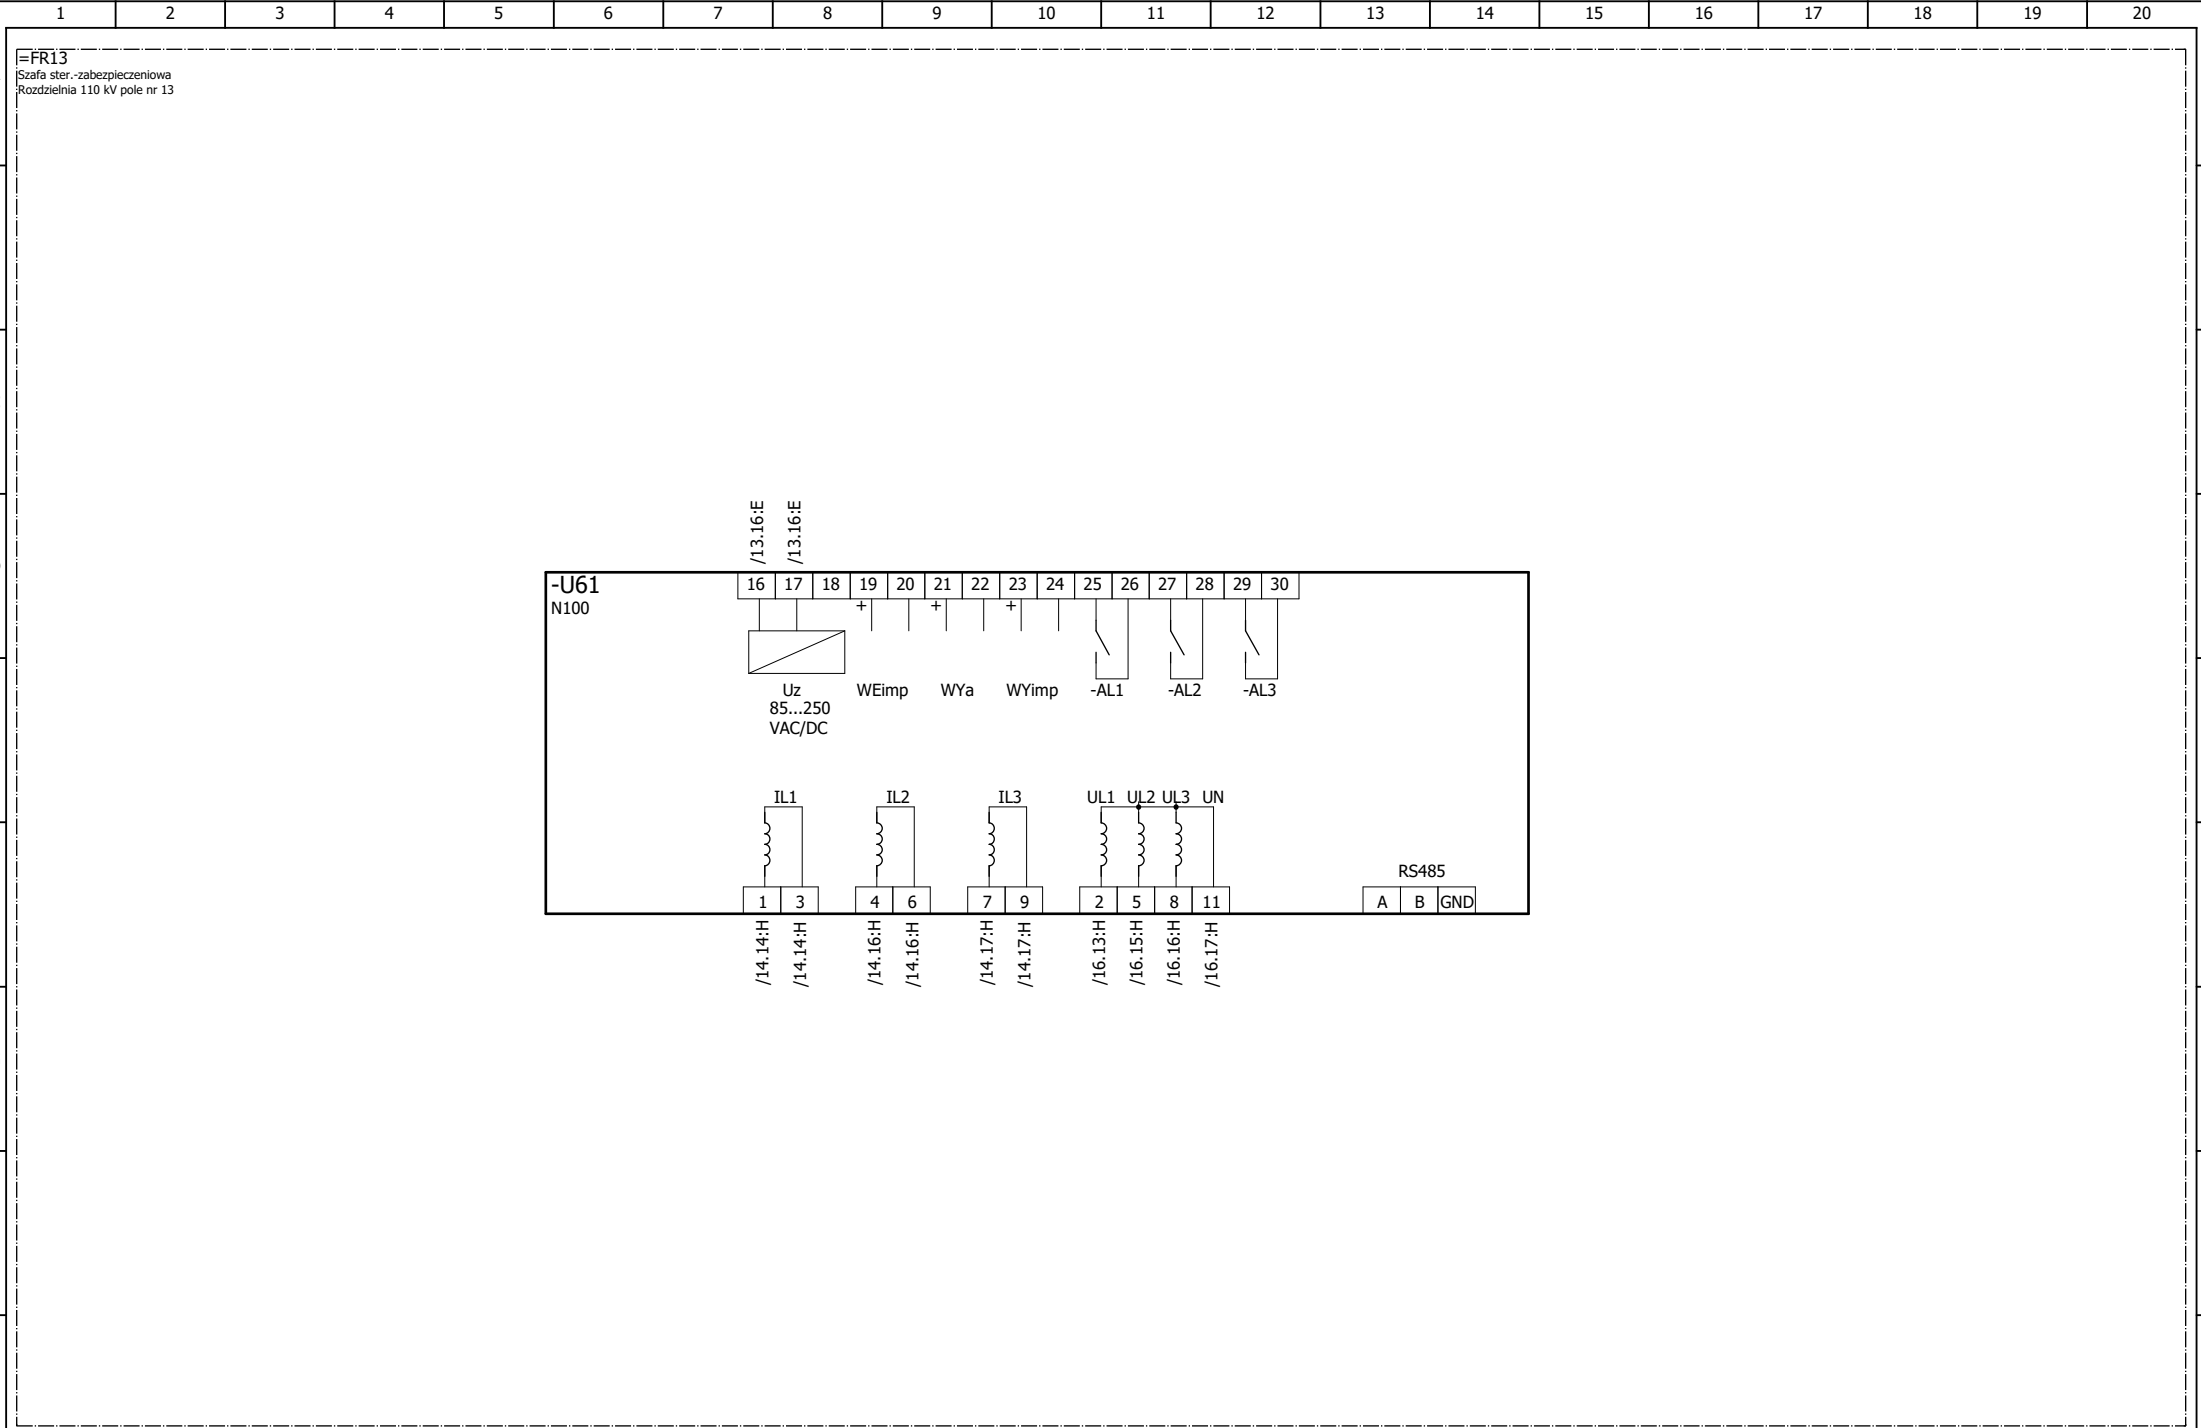 1 2 3 4 5 6 7 8 9 10 11 12 13 14 15 16 17 18 19 20
=FR13
Szafa ster.-zabezpieczeniowa
Rozdzielnia 110 kV pole nr 13
/13.16:E /13.16:E
-U61
N100
16 17 18 19 20 21 22 23 24 25 26 27 28 29 30
+ + +
Uz WEimp WYa WYimp -AL1 -AL2 -AL3
85...250
VAC/DC
IL1 IL2 IL3 UL1 UL2 UL3 UN
RS485
1 3 4 6 7 9 2 5 8 11 A B GND
/14.14:H /14.14:H /14.16:H /14.16:H /14.17:H /14.17:H /16.13:H /16.15:H /16.16:H /16.17:H